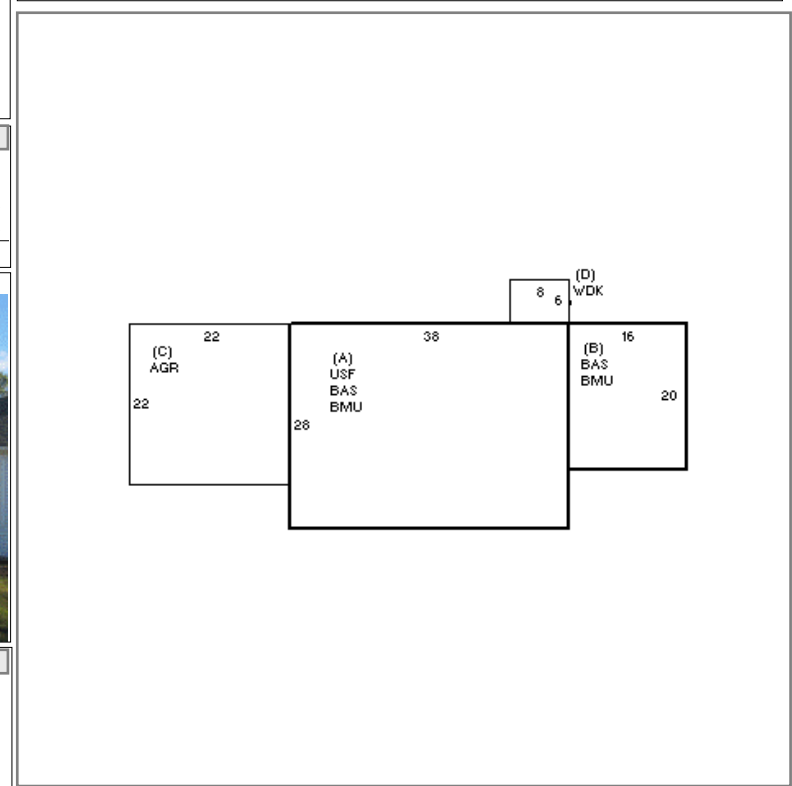 (D)
8 WDK
6
22 38 16
(C) (A) (B)
AGR USF BAS
BAS BMU
BMU
22 20
28